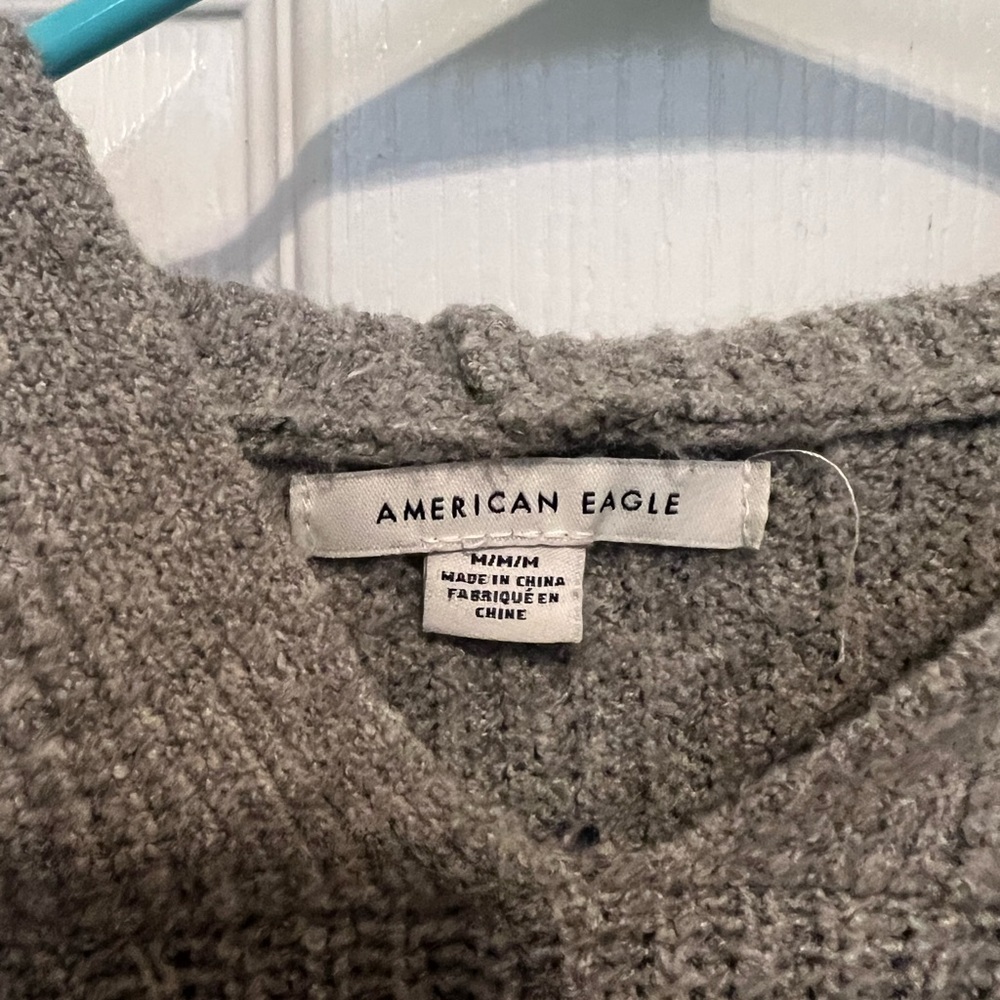 AMERICAN EAGLE
M/M/M
MADE IN CHINA
FABRIQUÉ EN
CHINE